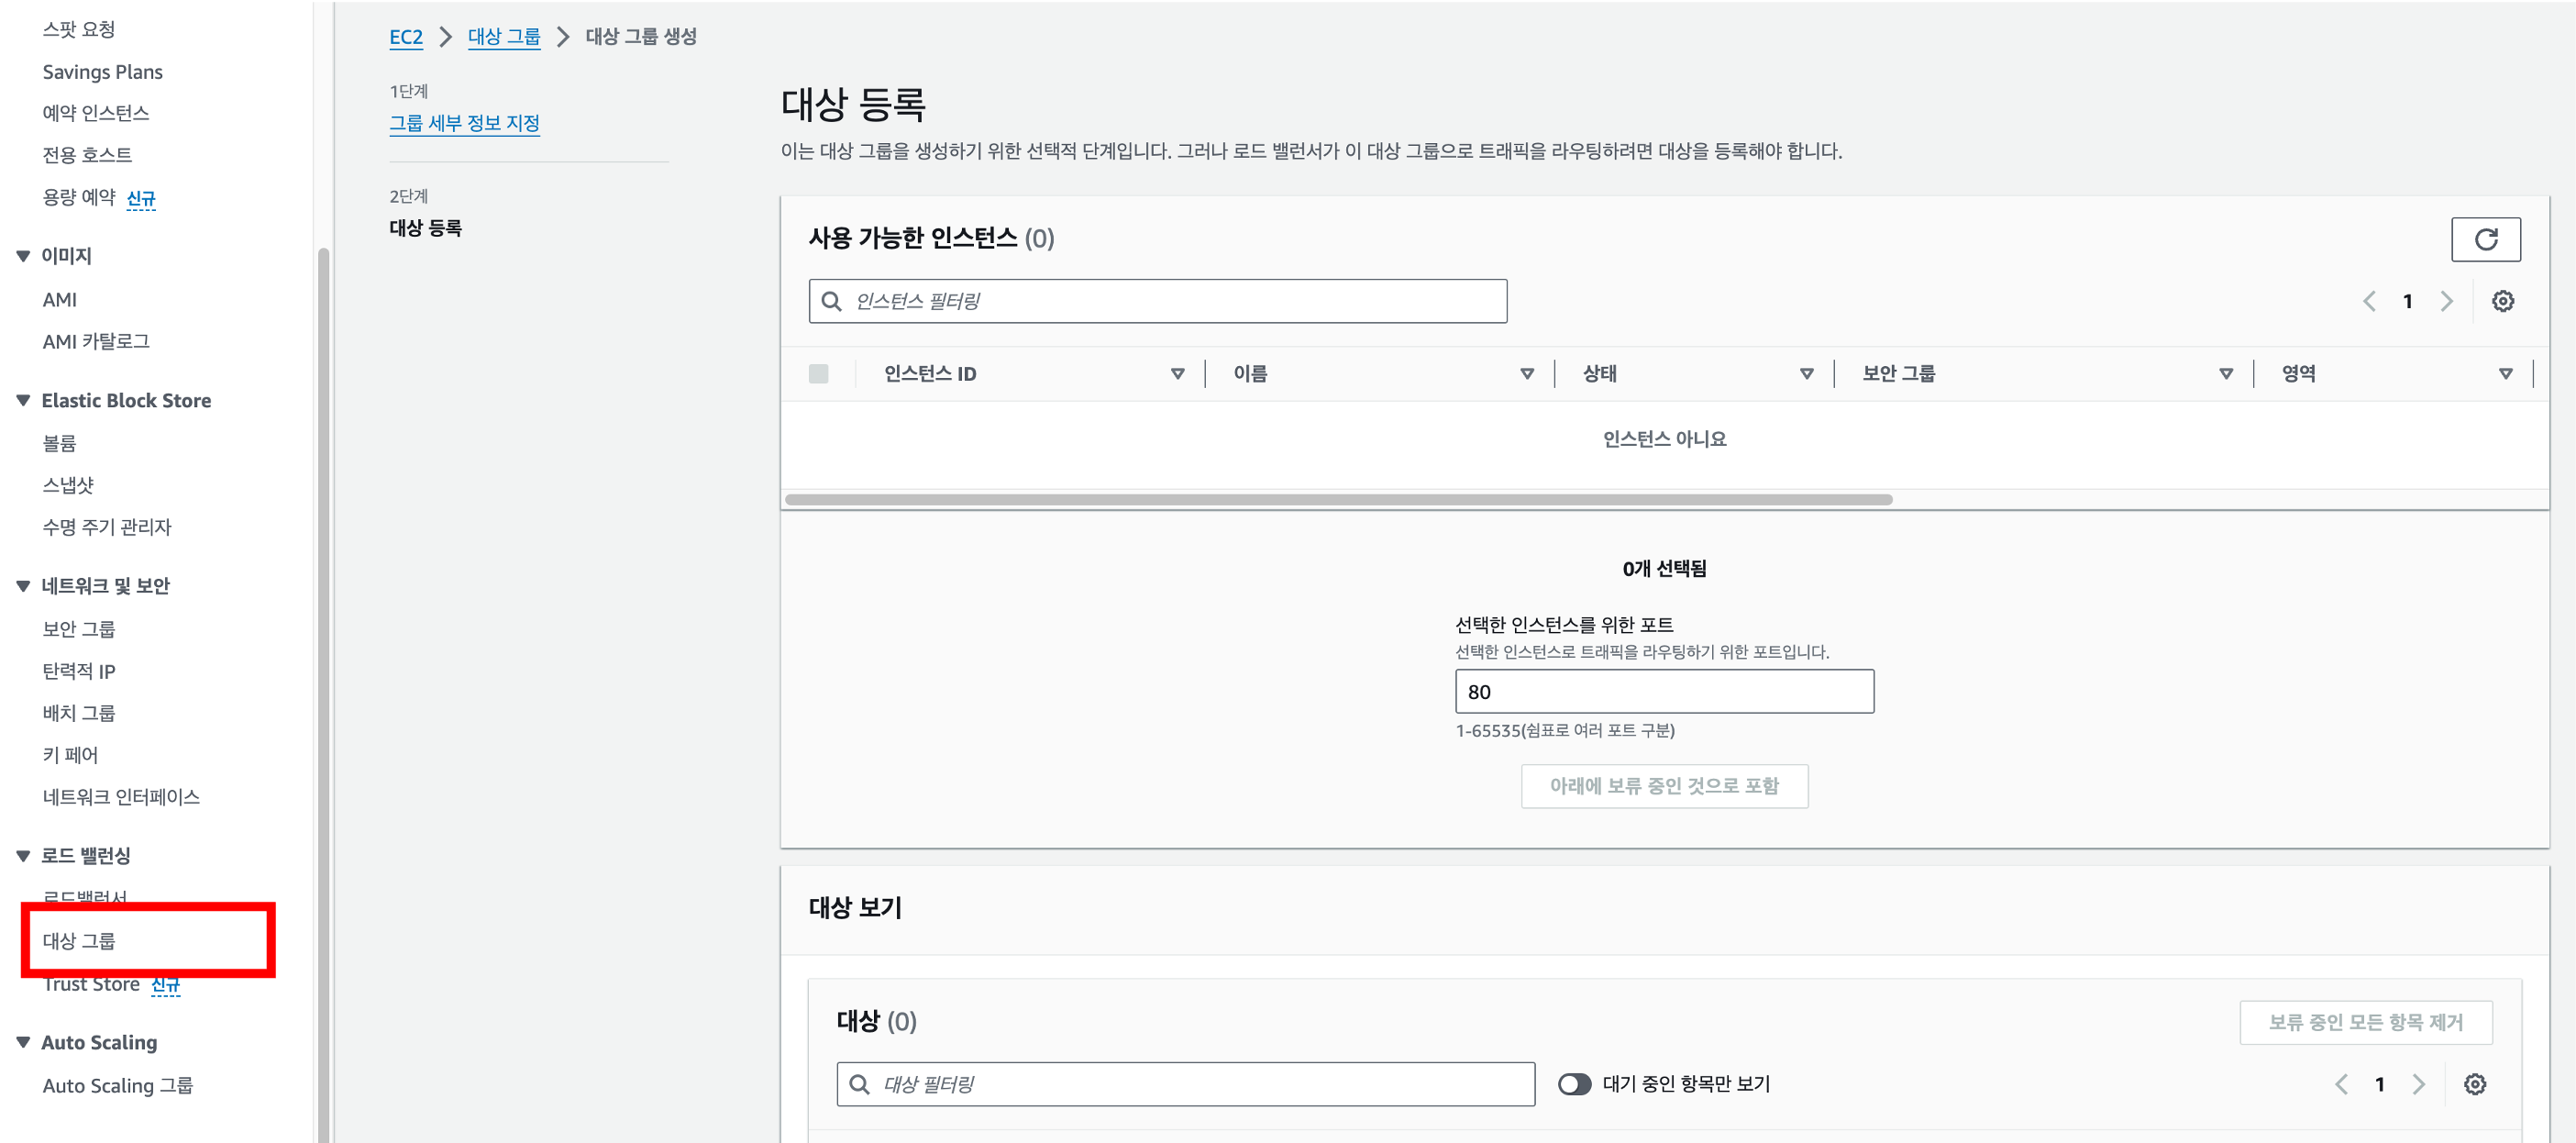 스팟 요청
Savings Plans
예약 인스턴스
전용 호스트
용량 예약 신규
이미지
AMI
AMI 카탈로그
Elastic Block Store
볼륨
스냅샷
수명 주기 관리자
네트워크 및 보안
보안 그룹
탄력적 IP
배치 그룹
키 페어
네트워크 인터페이스
로드 밸런싱
로드밸런서
대상 그룹
Trust Store 신규
Auto Scaling
Auto Scaling 그룹
EC2 > 대상 그룹 > 대상 그룹 생성
1단계
그룹 세부 정보 지정
2단계
대상 등록
대상 등록
이는 대상 그룹을 생성하기 위한 선택적 단계입니다. 그러나 로드 밸런서가 이 대상 그룹으로 트래픽을 라우팅하려면 대상을 등록해야 합니다.
사용 가능한 인스턴스 (0)
인스턴스 필터링
1
인스턴스 ID 이름 상태 보안 그룹 영역
인스턴스 아니요
0개 선택됨
선택한 인스턴스를 위한 포트
선택한 인스턴스로 트래픽을 라우팅하기 위한 포트입니다.
80
1-65535(쉼표로 여러 포트 구분)
아래에 보류 중인 것으로 포함
대상 보기
대상 (0)
보류 중인 모든 항목 제거
대상 필터링
대기 중인 항목만 보기
1